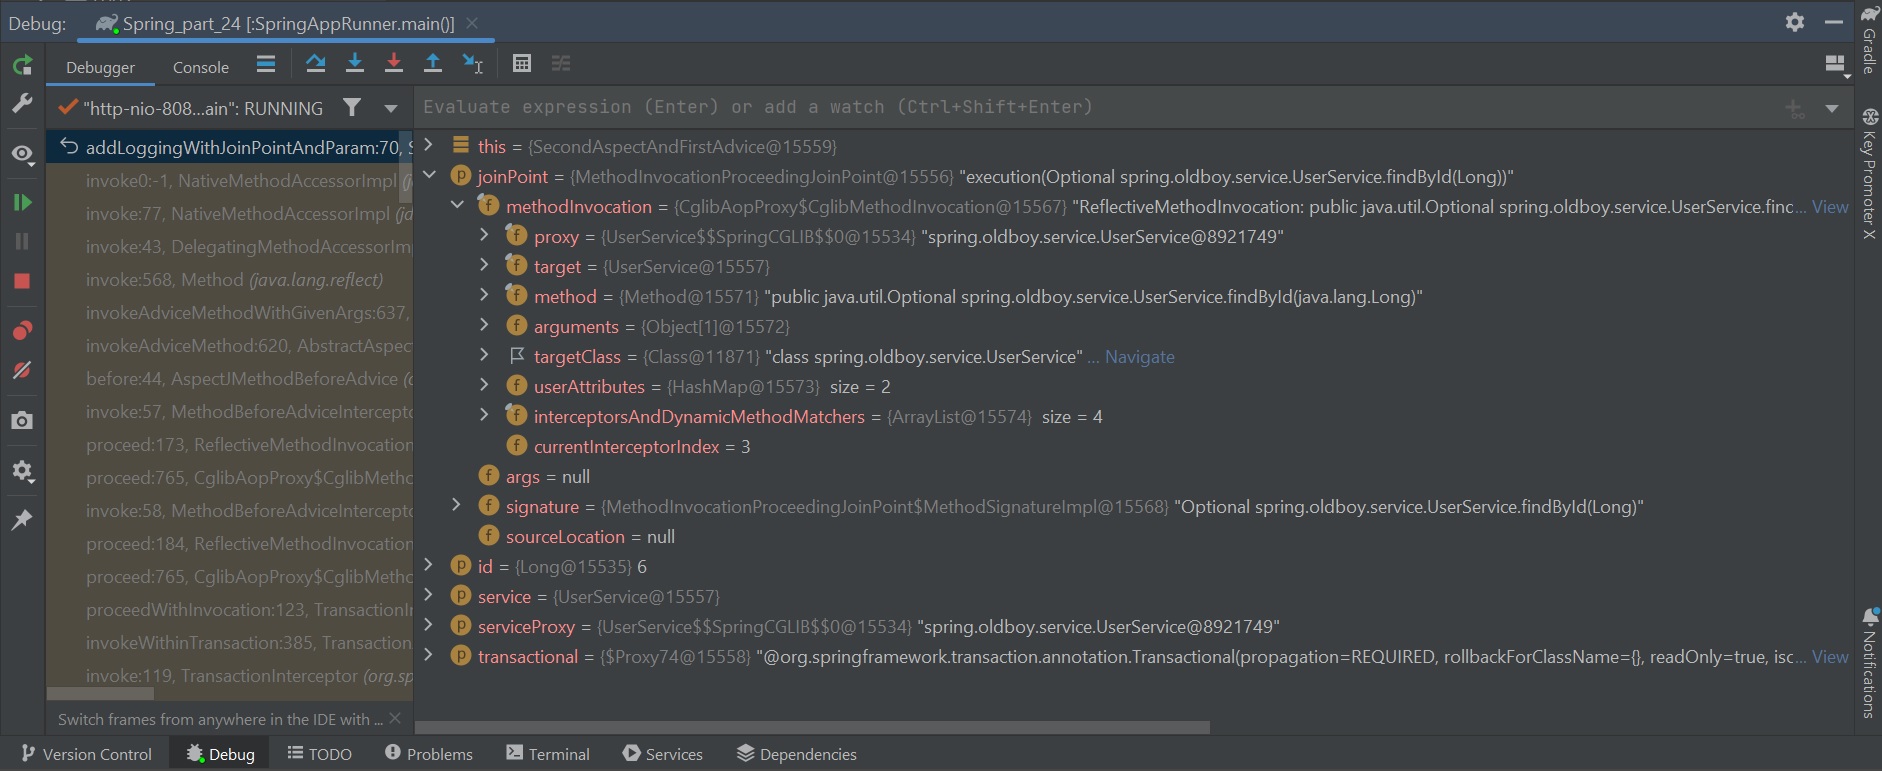 Debug: Spring_part_24 [:SpringAppRunner.main()]
Debugger Console
"http-nio-808...ain": RUNNING
Evaluate expression (Enter) or add a watch (Ctrl+Shift+Enter)
addLoggingWithJoinPointAndParam:70, S
invoke0:-1, NativeMethodAccessorImpl (j
invoke:77, NativeMethodAccessorImpl (jd
invoke:43, DelegatingMethodAccessorImp
invoke:568, Method (java.lang.reflect)
invokeAdviceMethodWithGivenArgs:637,
invokeAdviceMethod:620, AbstractAspec
before:44, AspectJMethodBeforeAdvice (o
invoke:57, MethodBeforeAdviceIntercepto
proceed:173, ReflectiveMethodInvocation
proceed:765, CglibAopProxy$CglibMetho
invoke:58, MethodBeforeAdviceIntercepto
proceed:184, ReflectiveMethodInvocation
proceed:765, CglibAopProxy$CglibMetho
proceedWithInvocation:123, TransactionIn
invokeWithinTransaction:385, Transaction
invoke:119, TransactionInterceptor (org.sp
Switch frames from anywhere in the IDE with ...
this = {SecondAspectAndFirstAdvice@15559}
joinPoint = {MethodInvocationProceedingJoinPoint@15556} "execution(Optional spring.oldboy.service.UserService.findById(Long))"
methodInvocation = {CglibAopProxy$CglibMethodInvocation@15567} "ReflectiveMethodInvocation: public java.util.Optional spring.oldboy.service.UserService.finc... View
proxy = {UserService$$SpringCGLIB$$0@15534} "spring.oldboy.service.UserService@8921749"
target = {UserService@15557}
method = {Method@15571} "public java.util.Optional spring.oldboy.service.UserService.findById(java.lang.Long)"
arguments = {Object[1]@15572}
targetClass = {Class@11871} "class spring.oldboy.service.UserService" ... Navigate
userAttributes = {HashMap@15573} size = 2
interceptorsAndDynamicMethodMatchers = {ArrayList@15574} size = 4
currentInterceptorIndex = 3
args = null
signature = {MethodInvocationProceedingJoinPoint$MethodSignatureImpl@15568} "Optional spring.oldboy.service.UserService.findById(Long)"
sourceLocation = null
id = {Long@15535} 6
service = {UserService@15557}
serviceProxy = {UserService$$SpringCGLIB$$0@15534} "spring.oldboy.service.UserService@8921749"
transactional = {$Proxy74@15558} "@org.springframework.transaction.annotation.Transactional(propagation=REQUIRED, rollbackForClassName={}, readOnly=true, isc... View
Gradle
Key Promoter X
Notifications
Version Control Debug TODO Problems Terminal Services Dependencies